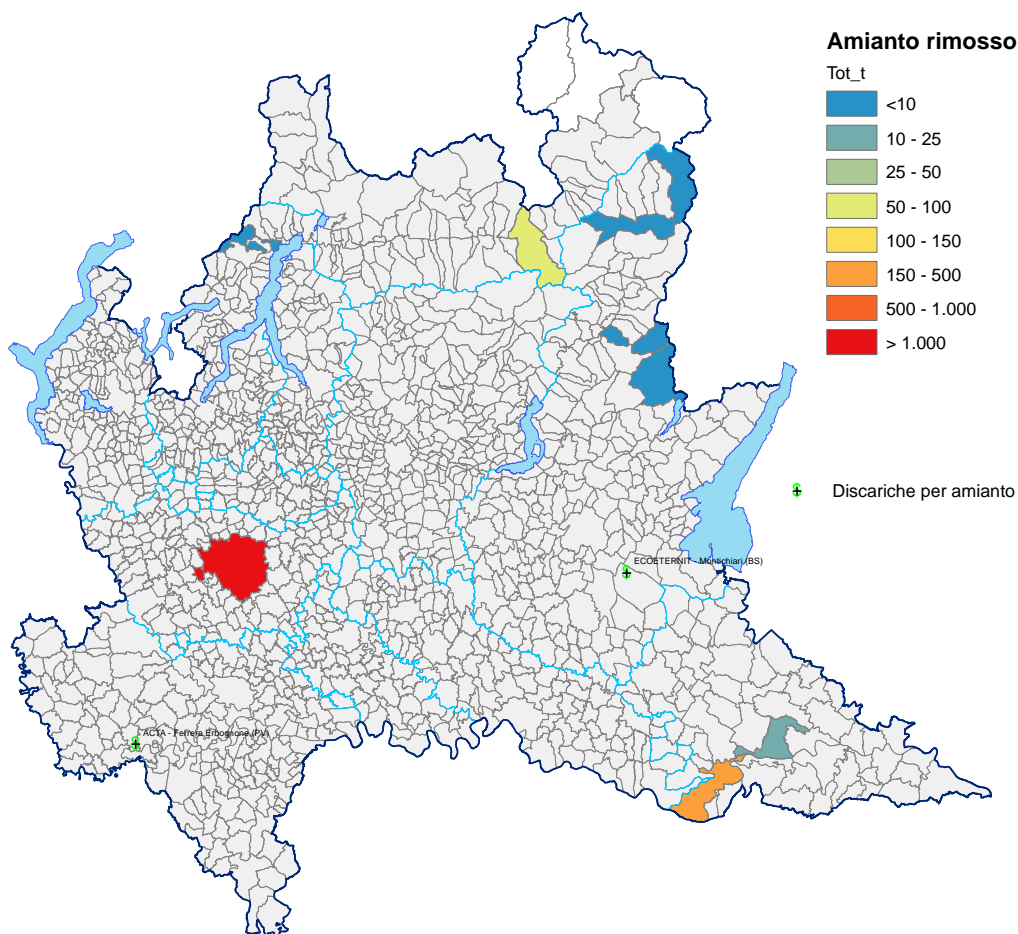 Amianto rimosso
Tot_t
<10
10 - 25
25 - 50
50 - 100
100 - 150
150 - 500
500 - 1.000
> 1.000
Discariche per amianto
ECOETERNIT - Montichiari (BS)
ACTA - Ferrera Erbognone (PV)